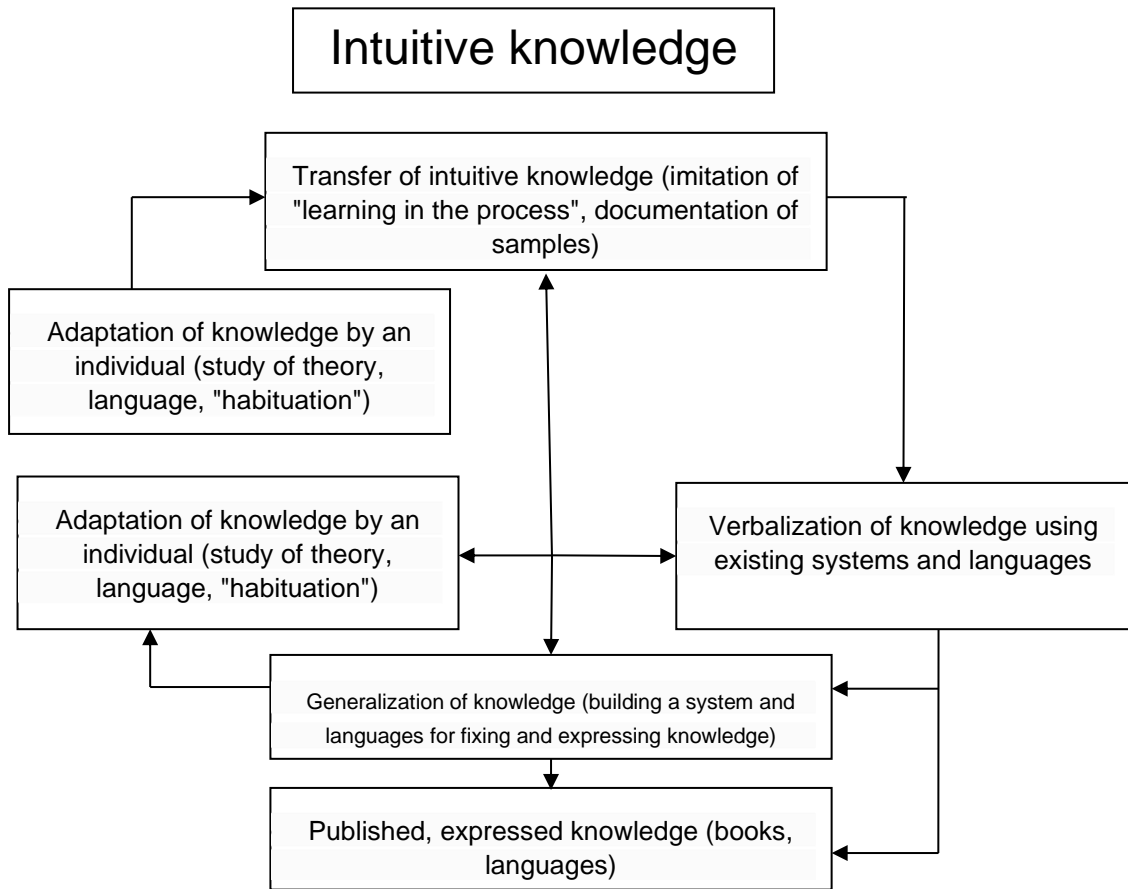 Intuitive knowledge
Transfer of intuitive knowledge (imitation of
"learning in the process", documentation of
samples)
Adaptation of knowledge by an
individual (study of theory,
language, "habituation")
Adaptation of knowledge by an
individual (study of theory,
language, "habituation")
Verbalization of knowledge using
existing systems and languages
Generalization of knowledge (building a system and
languages for fixing and expressing knowledge)
Published, expressed knowledge (books,
languages)